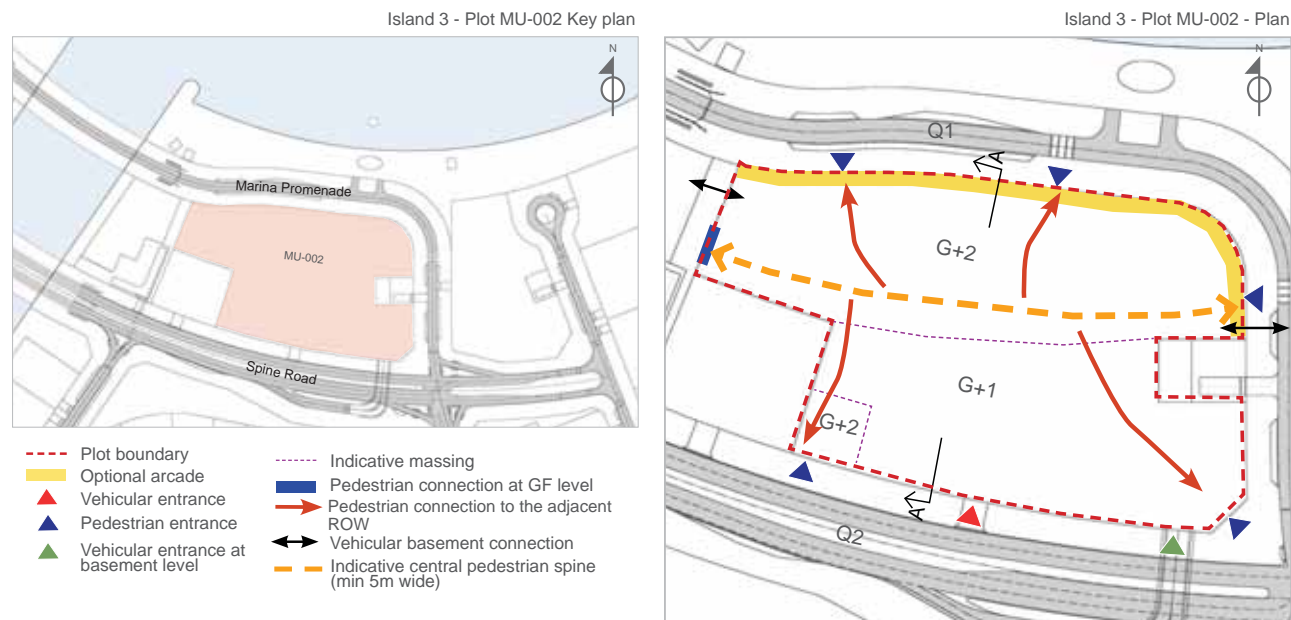 Island 3 - Plot MU-002 Key plan
N
Marina Promenade
MU-002
Spine Road
Plot boundary
Optional arcade
Vehicular entrance
Pedestrian entrance
Vehicular entrance at
basement level
Indicative massing
Pedestrian connection at GF level
Pedestrian connection to the adjacent
ROW
Vehicular basement connection
Indicative central pedestrian spine
(min 5m wide)
Island 3 - Plot MU-002 - Plan
N
Q1
A
G+2
G+1
G+2
A'
Q2